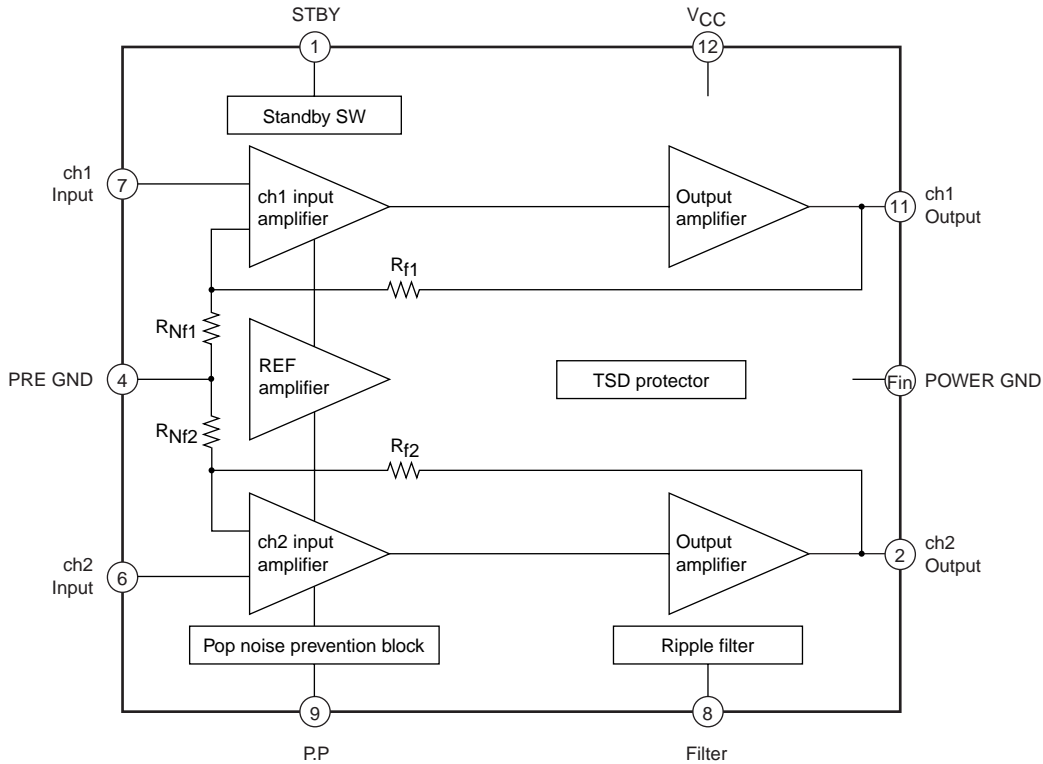 STBY
VCC
1
12
Standby SW
ch1
Input
7
ch1 input
amplifier
Output
amplifier
11
ch1
Output
Rf1
RNf1
PRE GND
4
REF
amplifier
TSD protector
Fin
POWER GND
RNf2
Rf2
ch2
Input
6
ch2 input
amplifier
Output
amplifier
2
ch2
Output
Pop noise prevention block
Ripple filter
9
8
P.P
Filter